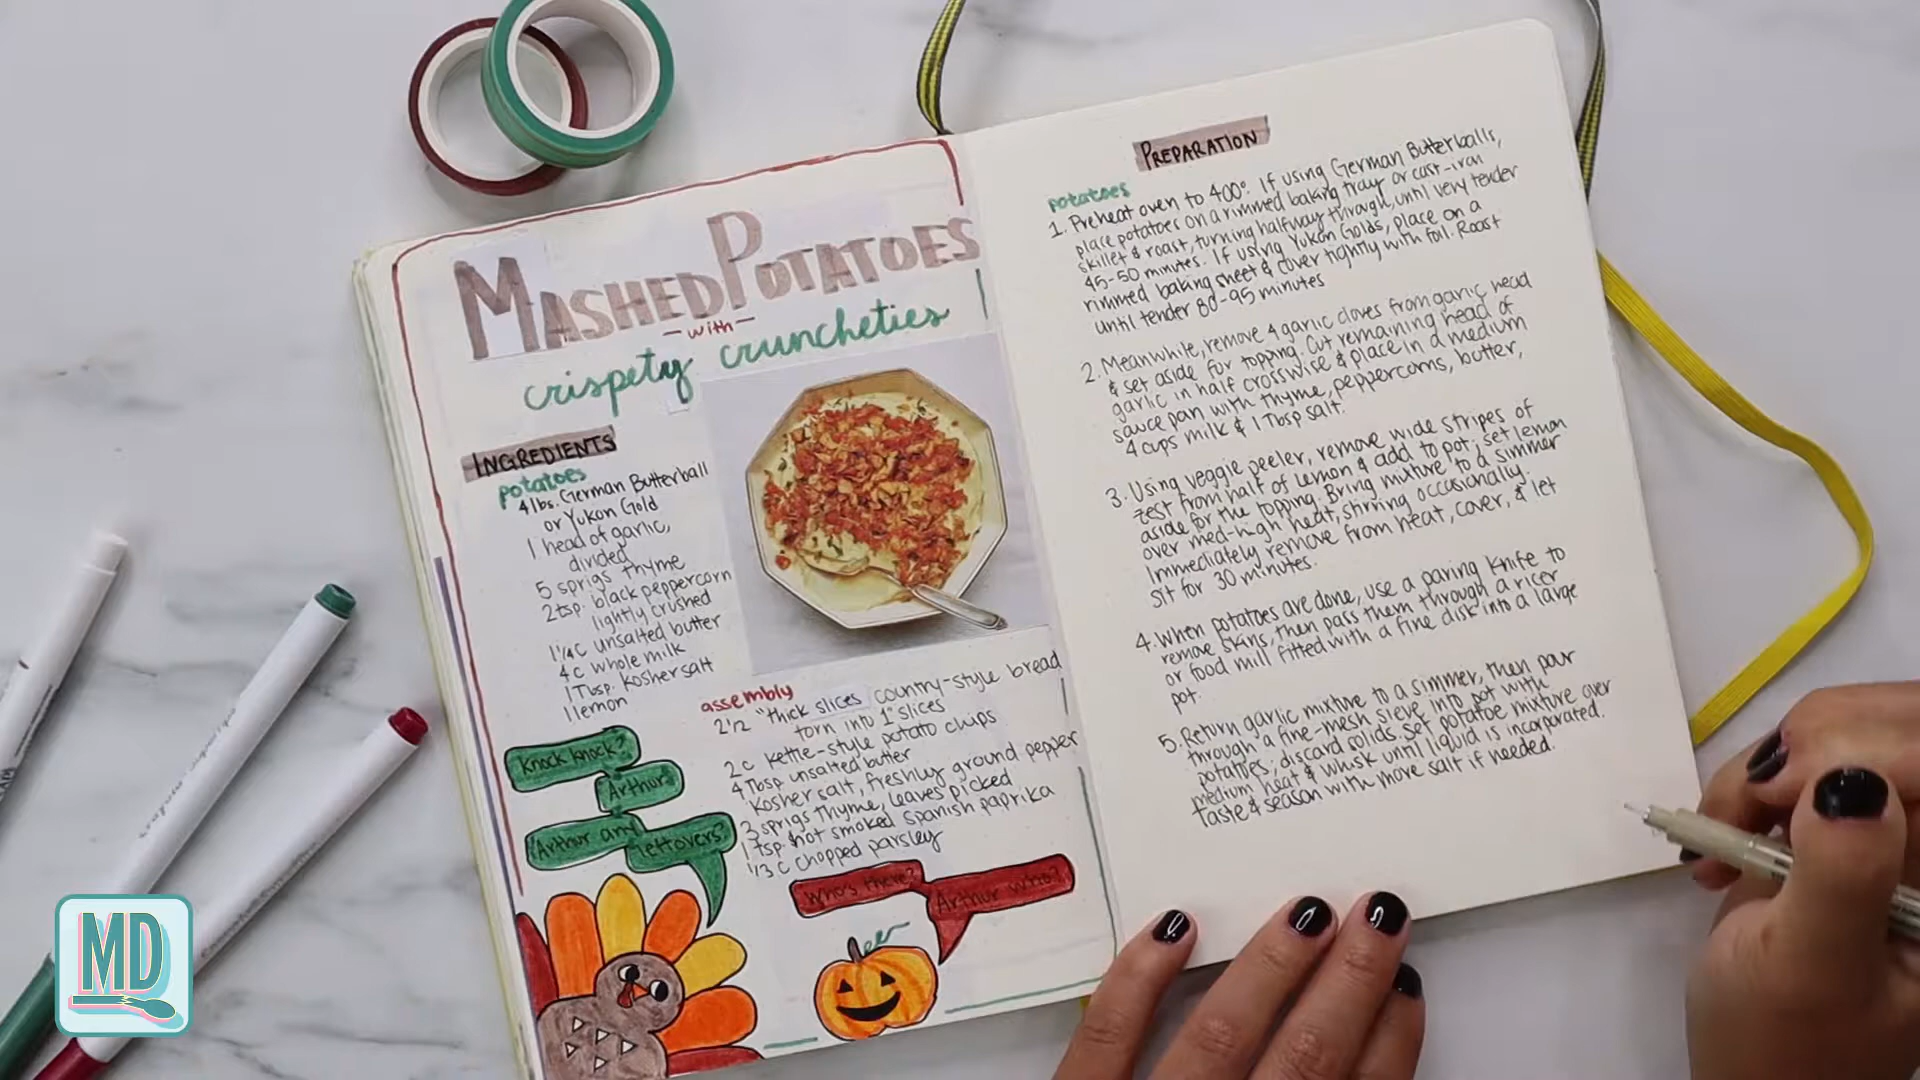 MASHED POTATOES
-with-
crispety cruncheties
INGREDIENTS
potatoes
4 lbs. German Butterball
or Yukon Gold
1 head of garlic,
divided
5 sprigs thyme
2 tsp. black peppercorn
lightly crushed
1 1/4 c unsalted butter
4 c whole milk
1 Tbsp. kosher salt
1 lemon
assembly
2 1/2 "thick slices country-style bread
torn into 1" slices
2 c kettle-style potato chips
4 Tbsp unsalted butter
Kosher salt, freshly ground pepper
3 sprigs thyme, leaves picked
1 tsp. hot smoked Spanish paprika
1/3 c chopped parsley
Knock knock?
Arthur
Arthur any
leftovers?
Who's there?
Arthur who?
PREPARATION
potatoes
1. Preheat oven to 400°. If using German Butterballs,
place potatoes on a rimmed baking tray or cast-iran
skillet & roast, turning halfway through, until very tender
45-50 minutes. If using Yukon Golds, place on a
rimmed baking sheet & cover tightly with foil. Roast
until tender 80-95 minutes
2. Meanwhile, remove 4 garlic cloves from garlic head
& set aside for topping. Cut remaining head of
garlic in half crosswise & place in a medium
sauce pan with thyme, peppercorns, butter,
4 cups milk & 1 Tbsp salt.
3. Using veggie peeler, remove wide stripes of
zest from half of lemon & add to pot; set lemon
aside for the topping. Bring mixture to a simmer
over med-high heat, stirring occasionally.
Immediately remove from heat, cover, & let
sit for 30 minutes.
4. When potatoes are done, use a paring knife to
remove skins, then pass them through a ricer
or food mill fitted with a fine disk into a large
pot.
5. Return garlic mixture to a simmer, then pour
through a fine-mesh sieve into pot with
potatoes; discard solids. Set potatoe mixture over
medium heat & whisk until liquid is incorporated.
Taste & season with more salt if needed.
MD